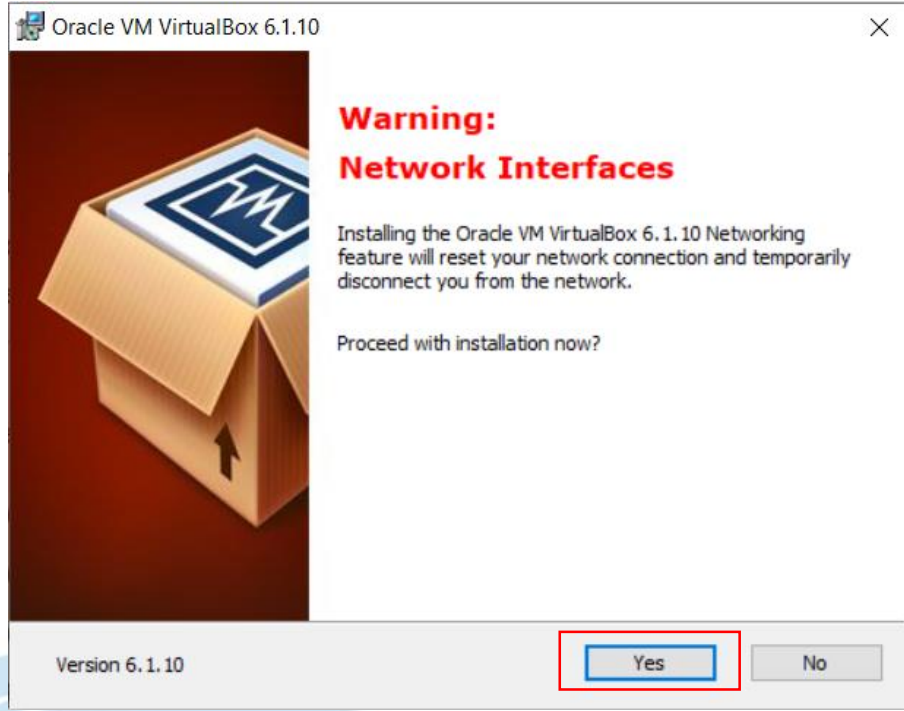 Oracle VM VirtualBox 6.1.10
Warning:
Network Interfaces
Installing the Oracle VM VirtualBox 6.1.10 Networking
feature will reset your network connection and temporarily
disconnect you from the network.
Proceed with installation now?
Version 6.1.10
Yes No